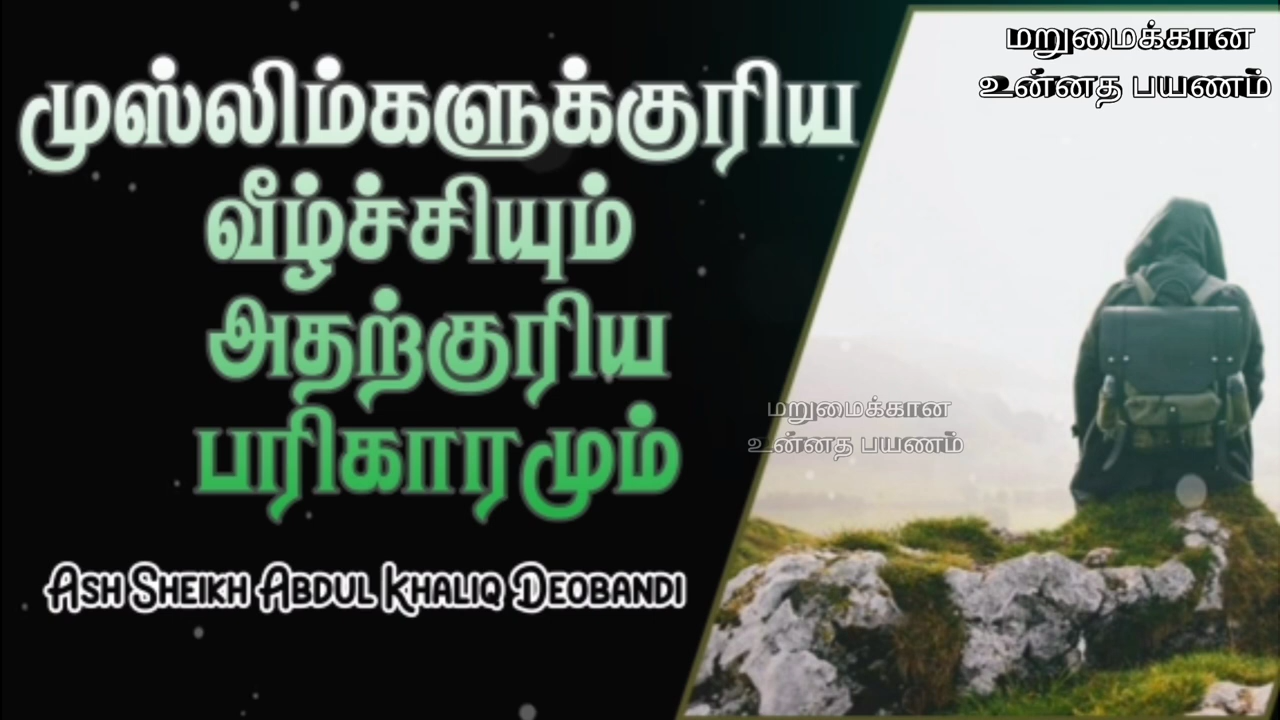 முஸ்லிம்களுக்குரிய
வீழ்ச்சியும்
அதற்குரிய
பரிகாரமும்
Ash Sheikh Abdul Khaliq Deobandi
மறுமைக்கான
உன்னத பயணம்
மறுமைக்கான
உன்னத பயணம்